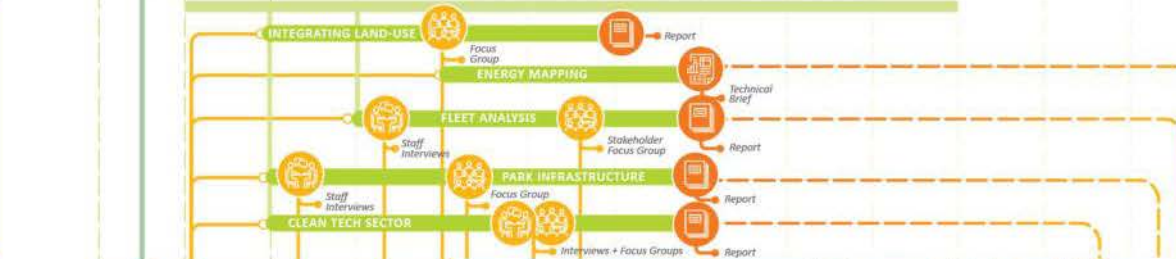 INTEGRATING LAND-USE
Report
Focus
Group
ENERGY MAPPING
Technical
Brief
FLEET ANALYSIS
Staff
Interviews
Stakeholder
Focus Group
Report
PARK INFRASTRUCTURE
Staff
Interviews
Focus Group
Report
CLEAN TECH SECTOR
Interviews + Focus Groups
Report